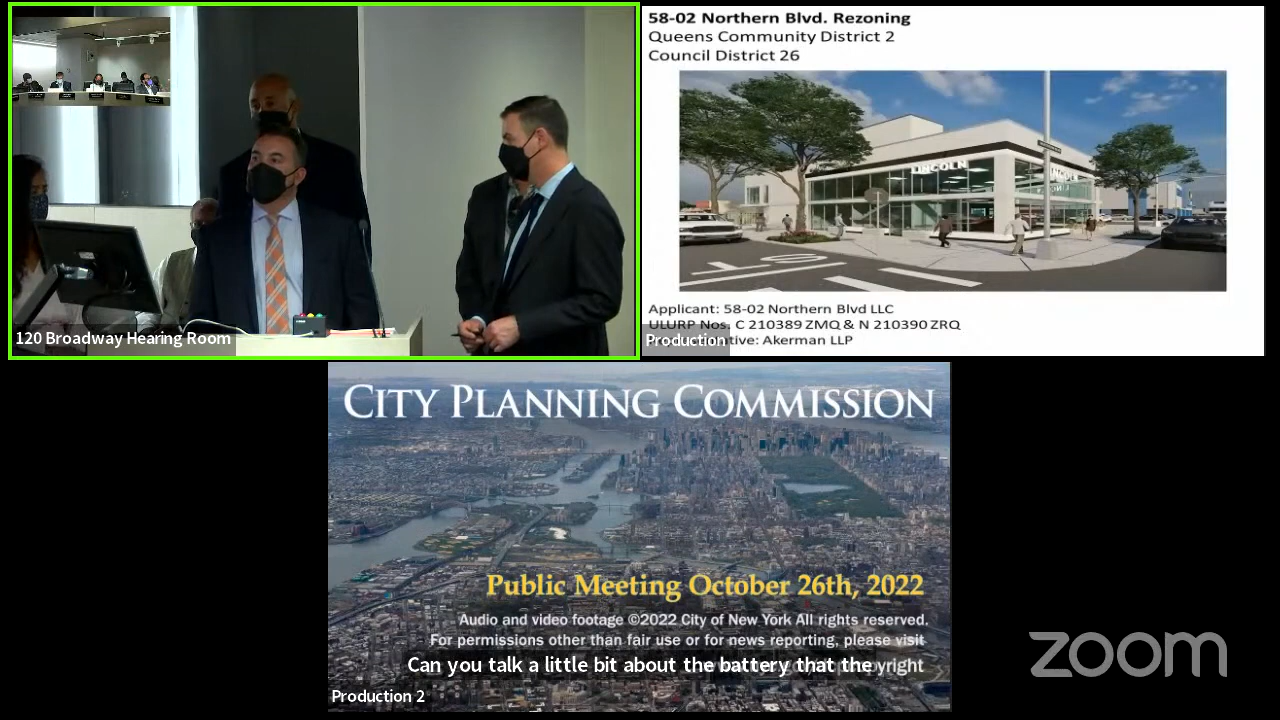 58-02 Northern Blvd. Rezoning
Queens Community District 2
Council District 26
LINCOLN
Applicant: 58-02 Northern Blvd LLC
ULURP Nos. C 210389 ZMQ & N 210390 ZRQ
Akerman LLP
120 Broadway Hearing Room
Production
CITY PLANNING COMMISSION
Public Meeting October 26th, 2022
Audio and video footage ©2022 City of New York All rights reserved.
For permissions other than fair use or for news reporting, please visit
Can you talk a little bit about the battery that the
Production 2
zoom